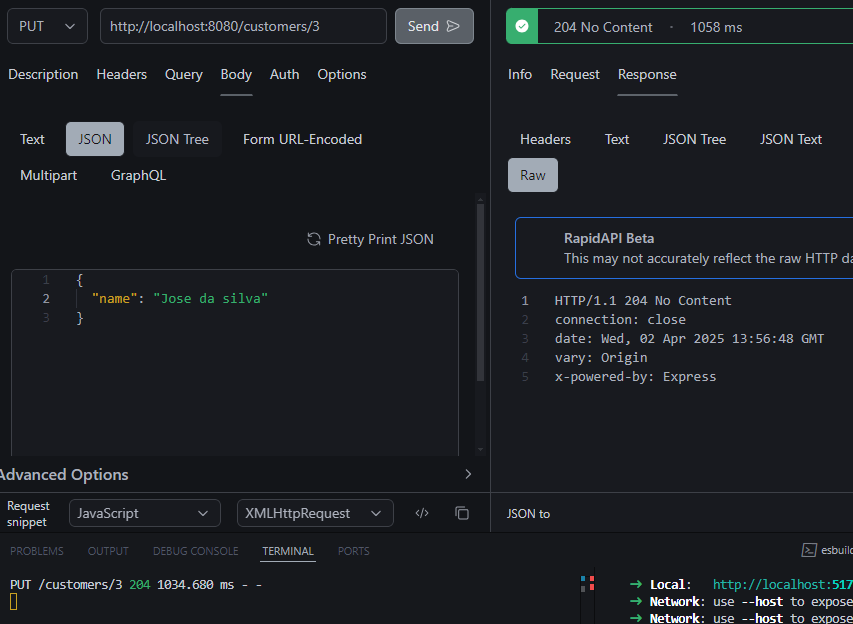 PUT
http://localhost:8080/customers/3
Send
Description Headers Query Body Auth Options
Text JSON JSON Tree Form URL-Encoded
Multipart GraphQL
Pretty Print JSON
1 {
2 "name": "Jose da silva"
3 }
Advanced Options
Request snippet
JavaScript
XMLHttpRequest
204 No Content · 1058 ms
Info Request Response
Headers Text JSON Tree JSON Text
Raw
RapidAPI Beta
This may not accurately reflect the raw HTTP da
1 HTTP/1.1 204 No Content
2 connection: close
3 date: Wed, 02 Apr 2025 13:56:48 GMT
4 vary: Origin
5 x-powered-by: Express
JSON to
PROBLEMS OUTPUT DEBUG CONSOLE TERMINAL PORTS
esbuild
PUT /customers/3 204 1034.680 ms - -
➜ Local: http://localhost:517
➜ Network: use --host to expose
➜ Network: use --host to expose